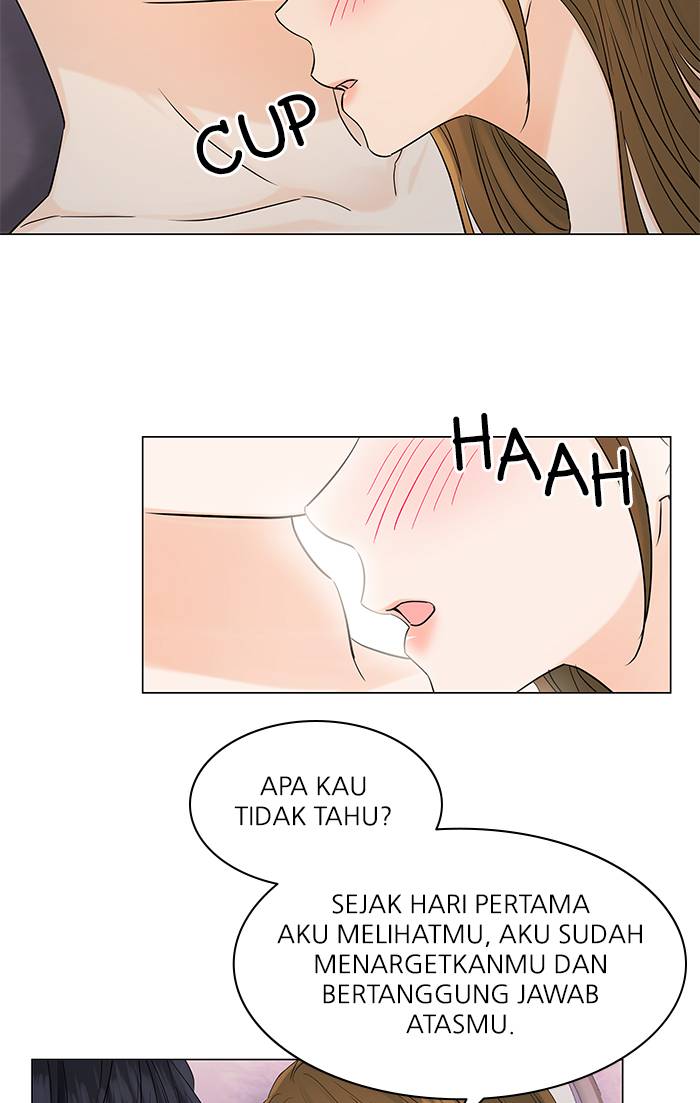 CUP
HAAH
APA KAU
TIDAK TAHU?
SEJAK HARI PERTAMA
AKU MELIHATMU, AKU SUDAH
MENARGETKANMU DAN
BERTANGGUNG JAWAB
ATASMU.